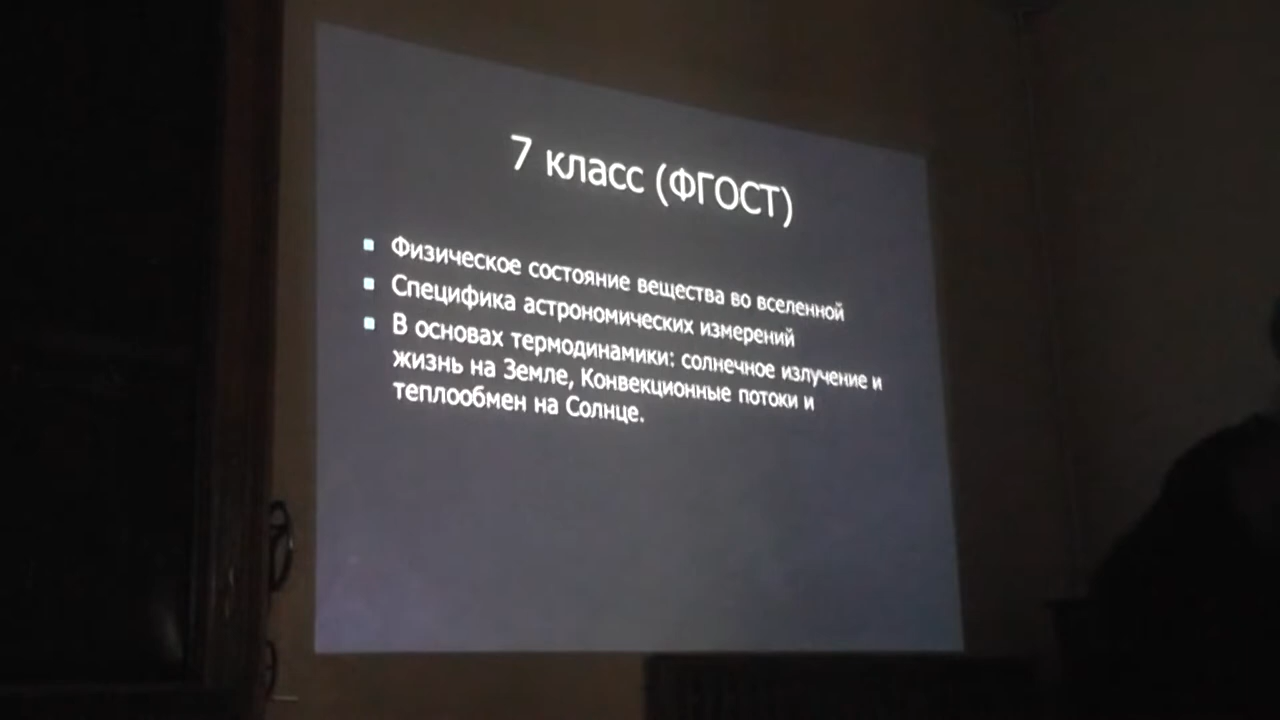 7 класс (ФГОСТ)
▪ Физическое состояние вещества во вселенной
▪ Специфика астрономических измерений
▪ В основах термодинамики: солнечное излучение и
жизнь на Земле, Конвекционные потоки и
теплообмен на Солнце.